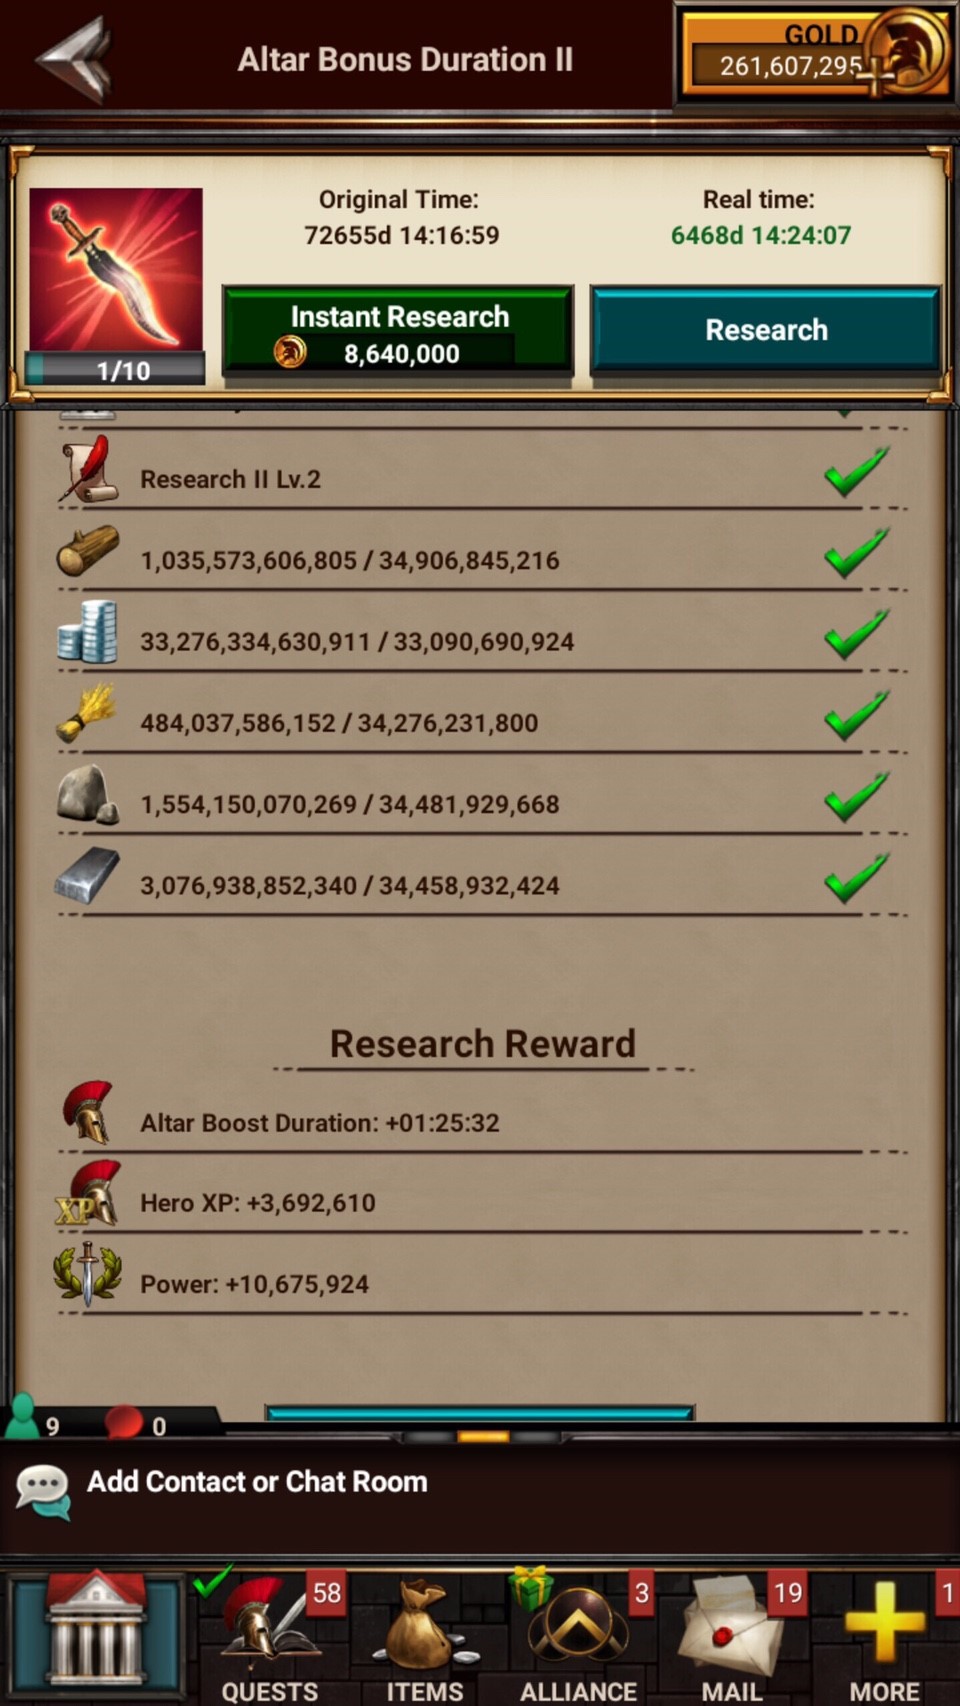 Altar Bonus Duration II
GOLD
261,607,295
Original Time:
72655d 14:16:59
Real time:
6468d 14:24:07
Instant Research
8,640,000
Research
1/10
Research II Lv.2
1,035,573,606,805 / 34,906,845,216
33,276,334,630,911 / 33,090,690,924
484,037,586,152 / 34,276,231,800
1,554,150,070,269 / 34,481,929,668
3,076,938,852,340 / 34,458,932,424
Research Reward
Altar Boost Duration: +01:25:32
XP
Hero XP: +3,692,610
Power: +10,675,924
9
0
Add Contact or Chat Room
58
3
19
1
QUESTS
ITEMS
ALLIANCE
MAIL
MORE